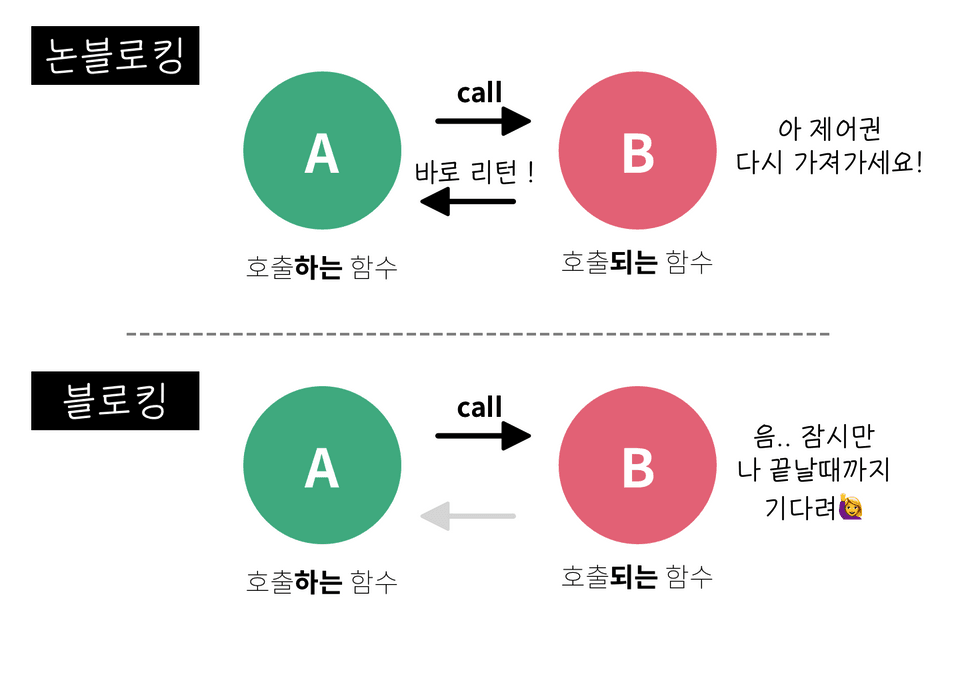 논블로킹
call
A
B
바로 리턴 !
아 제어권
다시 가져가세요!
호출하는 함수
호출되는 함수
블로킹
call
A
B
음.. 잠시만
나 끝날때까지
기다려🙋‍♀️
호출하는 함수
호출되는 함수